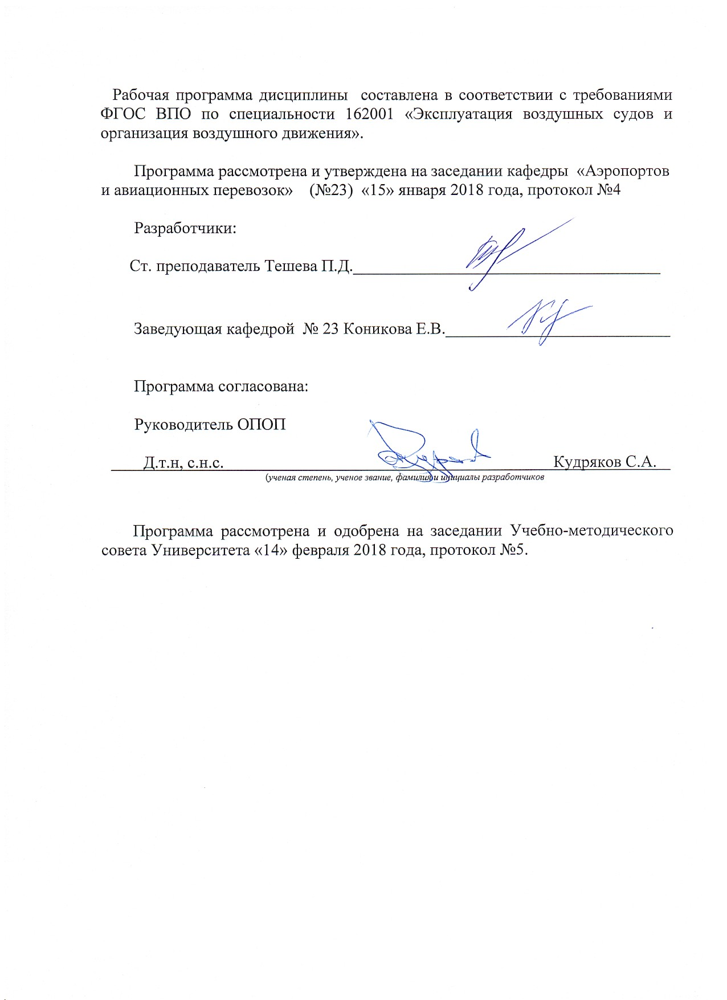 Рабочая программа дисциплины составлена в соответствии с требованиями
ФГОС ВПО по специальности 162001 «Эксплуатация воздушных судов и
организация воздушного движения».
Программа рассмотрена и утверждена на заседании кафедры «Аэропортов
и авиационных перевозок» (№23) «15» января 2018 года, протокол №4
Разработчики:
Ст. преподаватель Тешева П.Д.
Заведующая кафедрой № 23 Коникова Е.В.
Программа согласована:
Руководитель ОПОП
Д.т.н, с.н.с. Кудряков С.А.
(ученая степень, ученое звание, фамилия и инициалы разработчиков
Программа рассмотрена и одобрена на заседании Учебно-методического
совета Университета «14» февраля 2018 года, протокол №5.